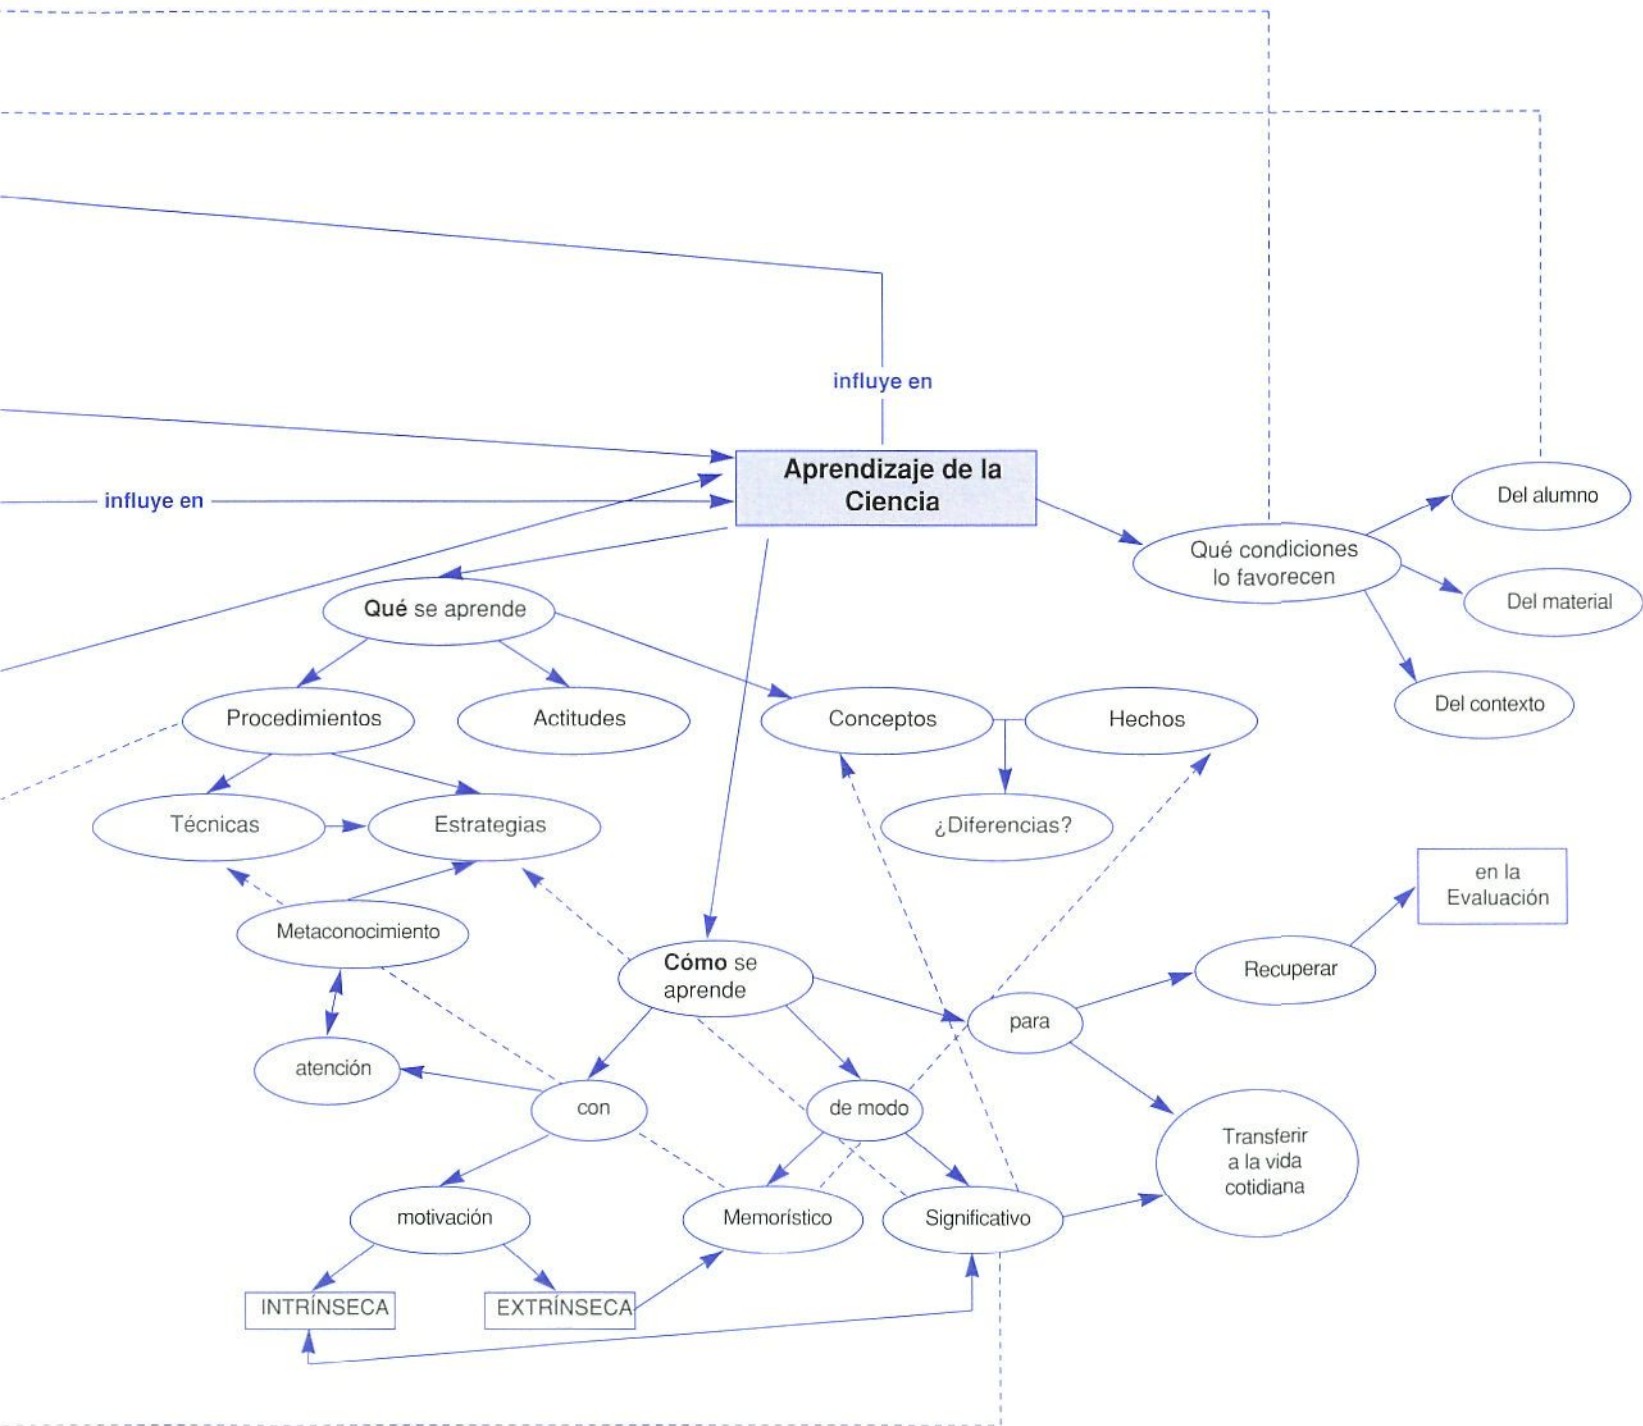 influye en
Aprendizaje de la
Ciencia
influye en
Del alumno
Qué condiciones
lo favorecen
Del material
Qué se aprende
Del contexto
Procedimientos
Actitudes
Conceptos
Hechos
Técnicas
Estrategias
¿Diferencias?
en la
Evaluación
Metaconocimiento
Cómo se
aprende
Recuperar
para
atención
con
de modo
Transferir
a la vida
cotidiana
motivación
Memorístico
Significativo
INTRÍNSECA
EXTRÍNSECA